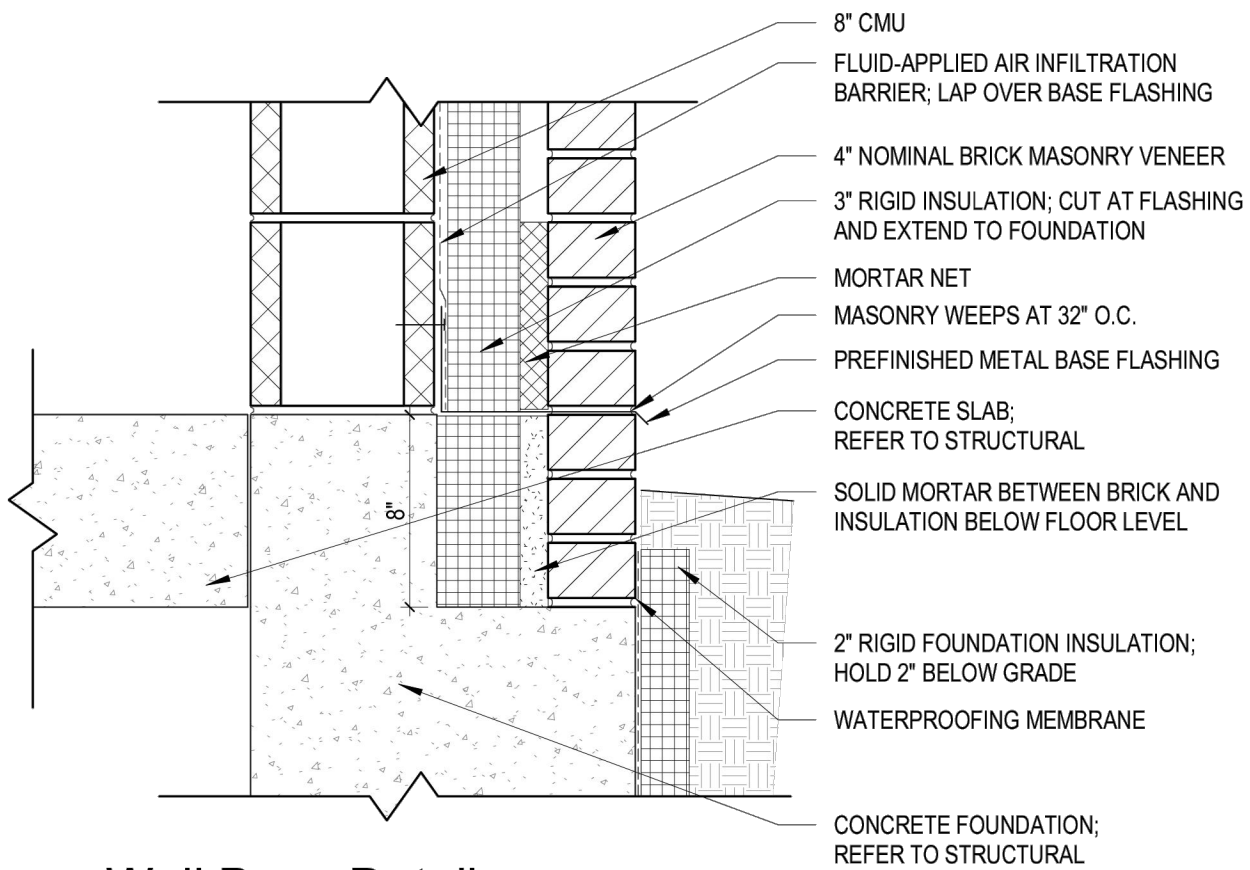 8" CMU
FLUID-APPLIED AIR INFILTRATION
BARRIER; LAP OVER BASE FLASHING
4" NOMINAL BRICK MASONRY VENEER
3" RIGID INSULATION; CUT AT FLASHING
AND EXTEND TO FOUNDATION
MORTAR NET
MASONRY WEEPS AT 32" O.C.
PREFINISHED METAL BASE FLASHING
CONCRETE SLAB;
REFER TO STRUCTURAL
8"
SOLID MORTAR BETWEEN BRICK AND
INSULATION BELOW FLOOR LEVEL
2" RIGID FOUNDATION INSULATION;
HOLD 2" BELOW GRADE
WATERPROOFING MEMBRANE
CONCRETE FOUNDATION;
REFER TO STRUCTURAL
Wall Base Detail